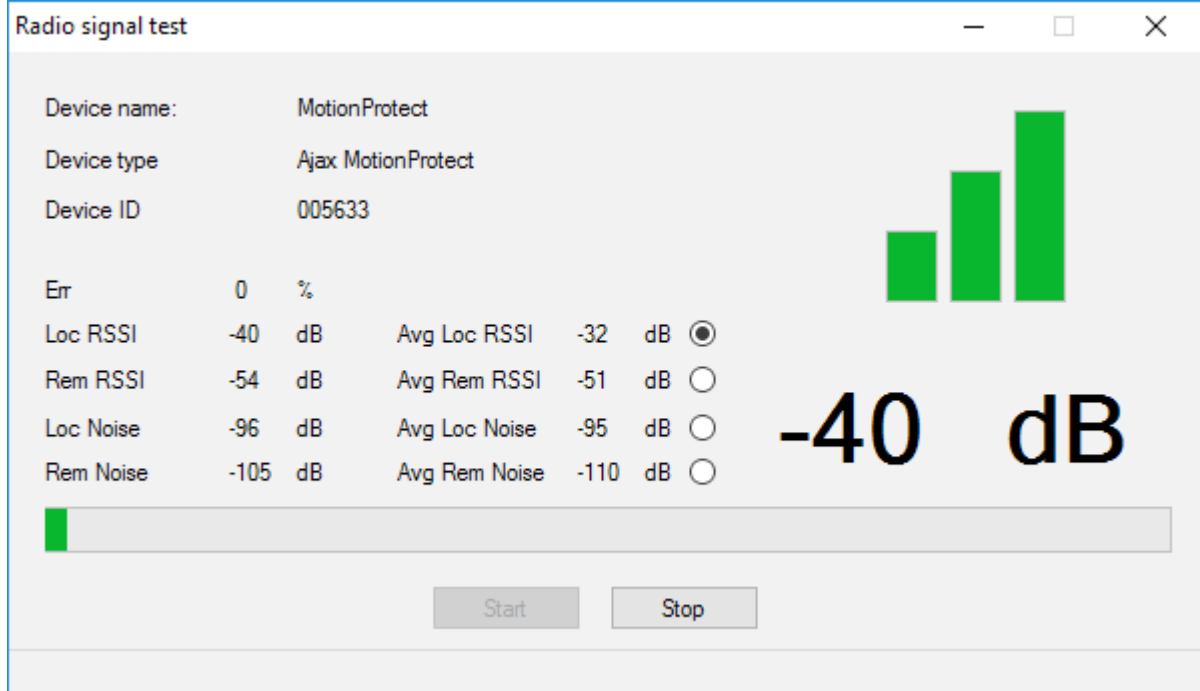 Radio signal test
Device name: MotionProtect
Device type Ajax MotionProtect
Device ID 005633
Err 0 %
Loc RSSI -40 dB Avg Loc RSSI -32 dB
Rem RSSI -54 dB Avg Rem RSSI -51 dB
Loc Noise -96 dB Avg Loc Noise -95 dB
Rem Noise -105 dB Avg Rem Noise -110 dB
-40 dB
Start Stop